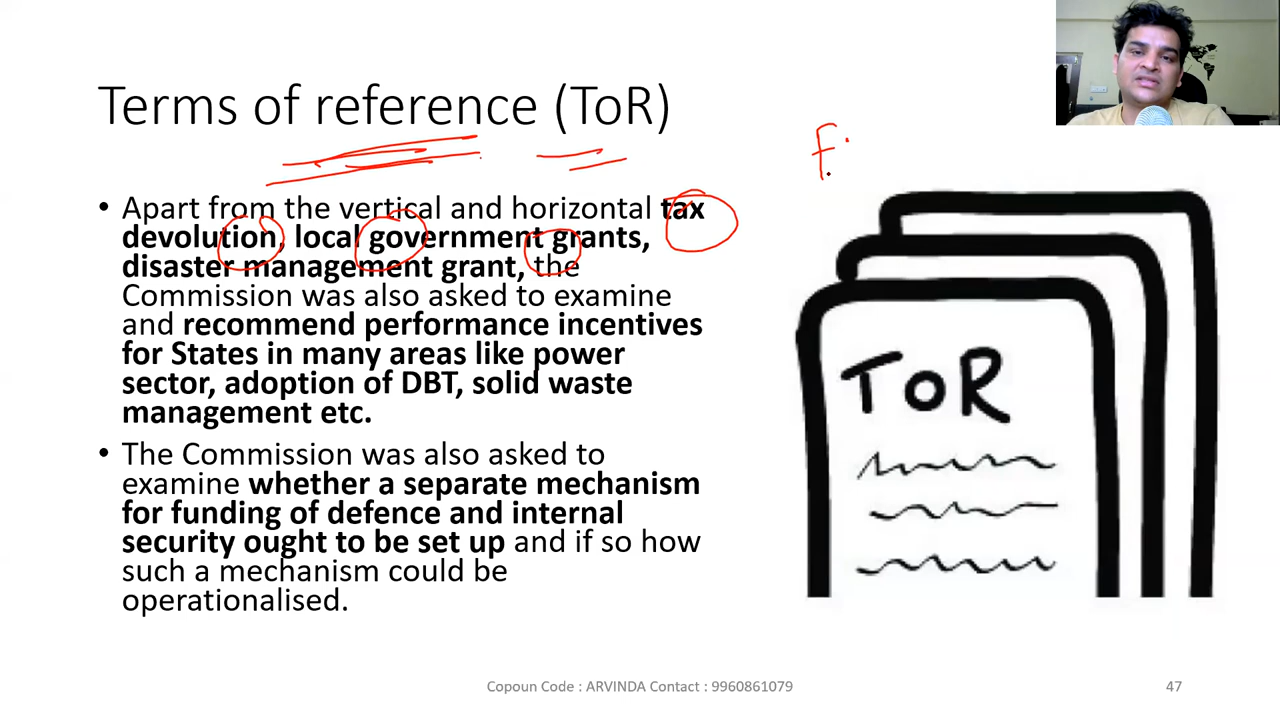 Terms of reference (ToR)
F.
• Apart from the vertical and horizontal tax
devolution, local government grants,
disaster management grant, the
Commission was also asked to examine
and recommend performance incentives
for States in many areas like power
sector, adoption of DBT, solid waste
management etc.
• The Commission was also asked to
examine whether a separate mechanism
for funding of defence and internal
security ought to be set up and if so how
such a mechanism could be
operationalised.
ToR
Copoun Code : ARVINDA Contact : 9960861079
47